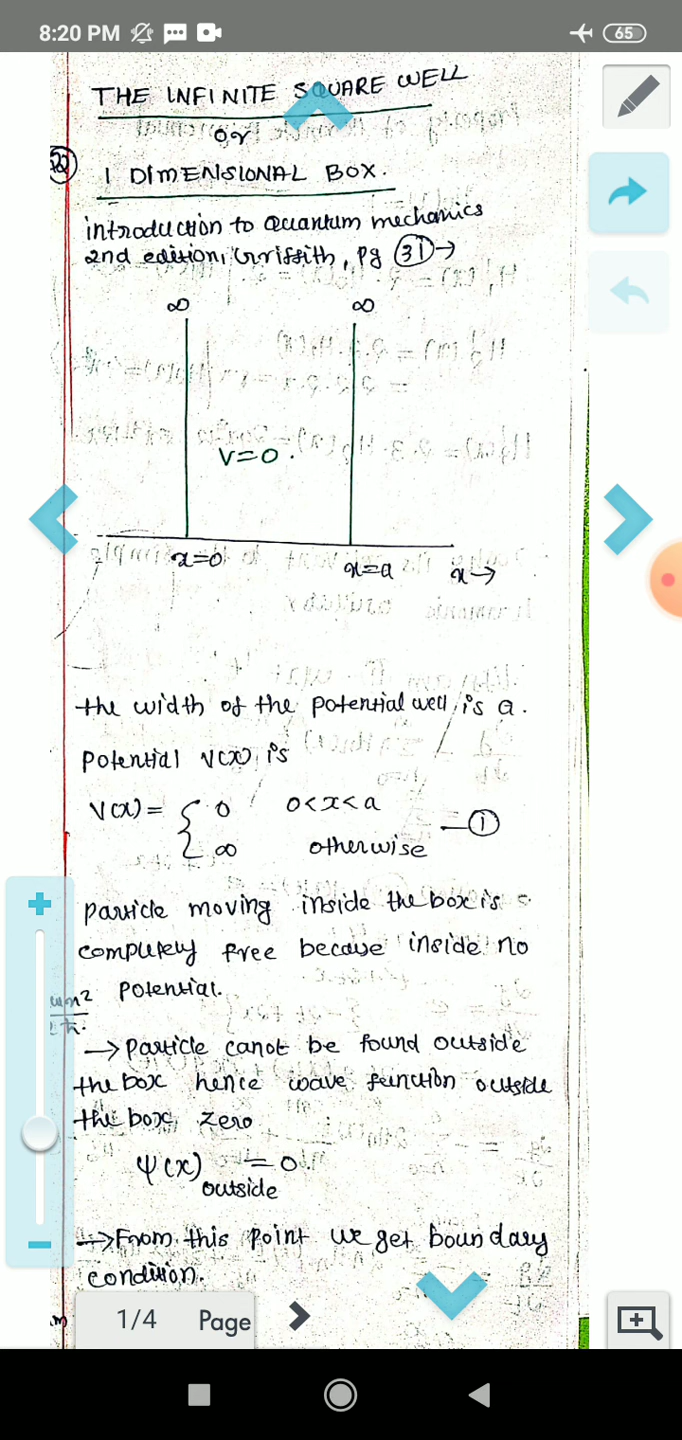 8:20 PM
65
THE INFINITE SQUARE WELL
or
1 DIMENSIONAL BOX.
introduction to Quantum mechanics
2nd edition, Griffith, Pg 31 →
∞ ∞
V=0.
x=0
x=a x→
the width of the potential well is a.
Potential V(x) is
V(x) = { 0 0<x<a
∞ otherwise — ①
particle moving inside the box is
completely free because inside no
potential.
→ Particle canot be found outside
the box hence wave function outside
the box, zero
Ψ(x) outside = 0
→ From this point we get boundary
condition.
1/4 Page